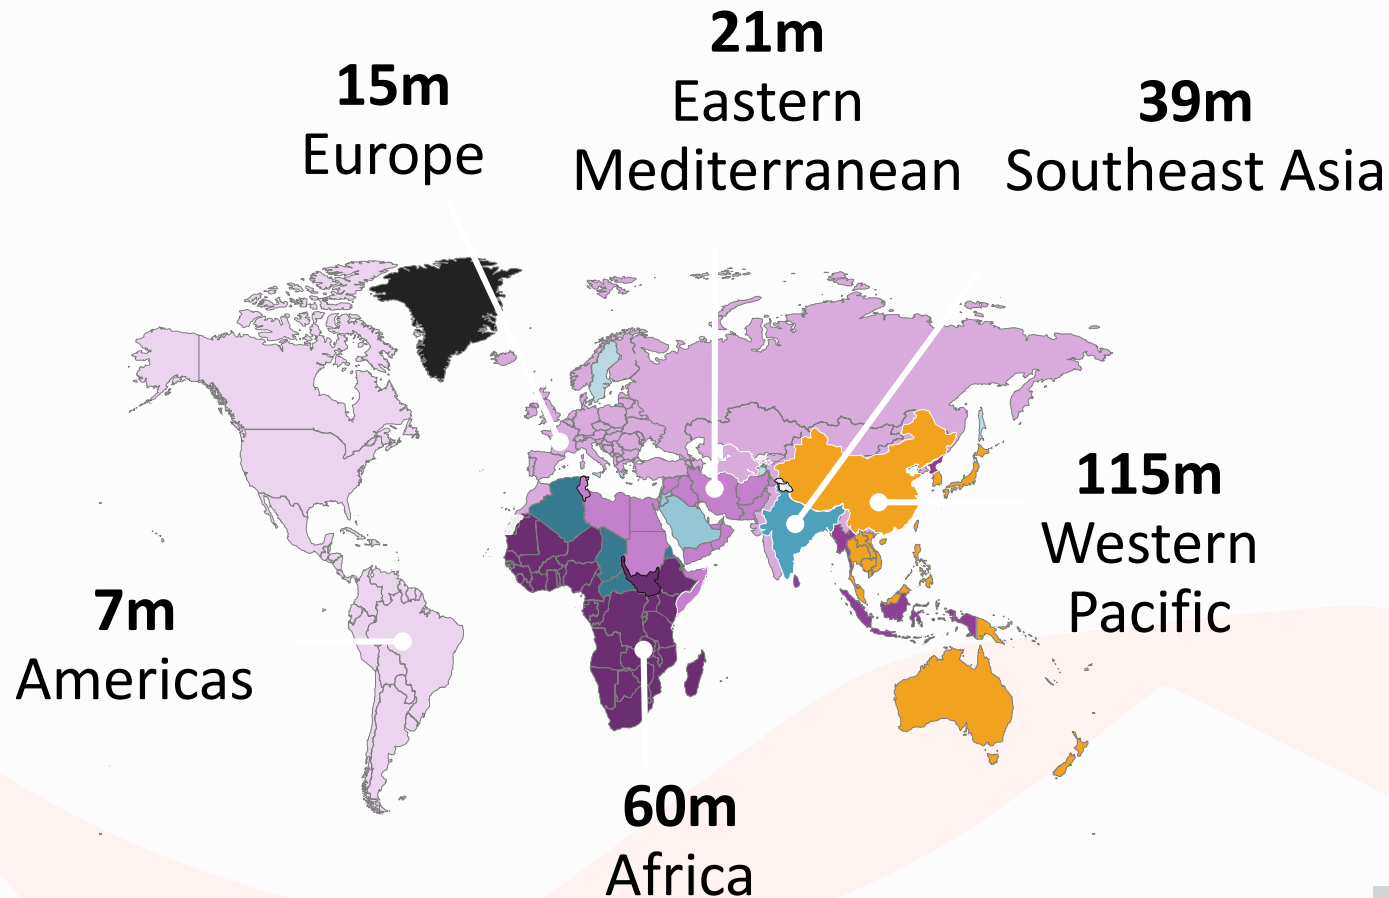 21m
Eastern
Mediterranean
15m
Europe
39m
Southeast Asia
115m
Western
Pacific
7m
Americas
60m
Africa